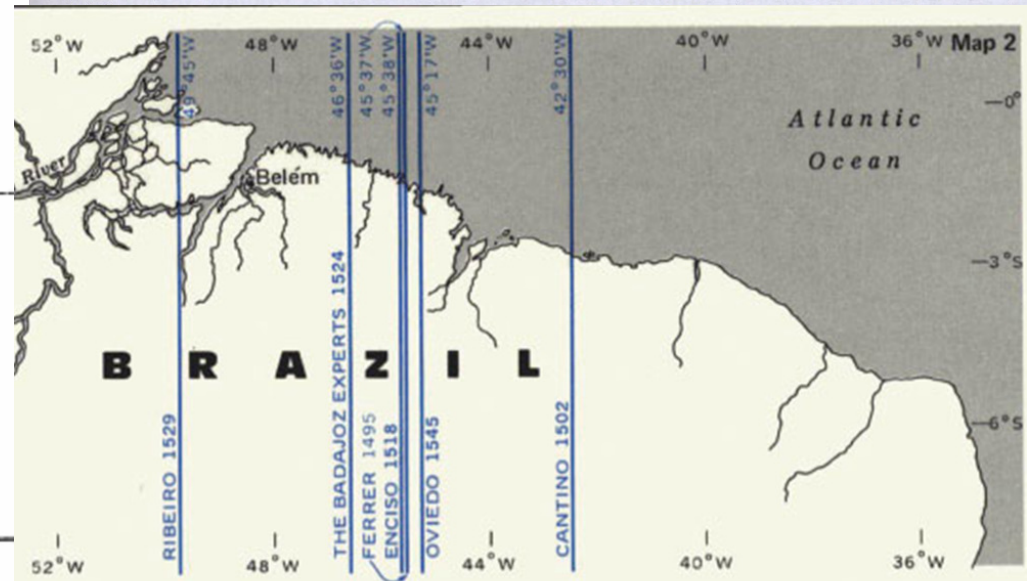 52°W
48°W
44°W
40°W
36°W Map 2
49°45'W
46°36'W
45°37'W
45°38'W
45°17'W
42°30'W
0°
Atlantic
Ocean
River
Belém
3°S
BRAZIL
RIBEIRO 1529
THE BADAJOZ EXPERTS 1524
FERRER 1495
ENCISO 1518
OVIEDO 1545
CANTINO 1502
6°S
52°W
48°W
44°W
40°W
36°W